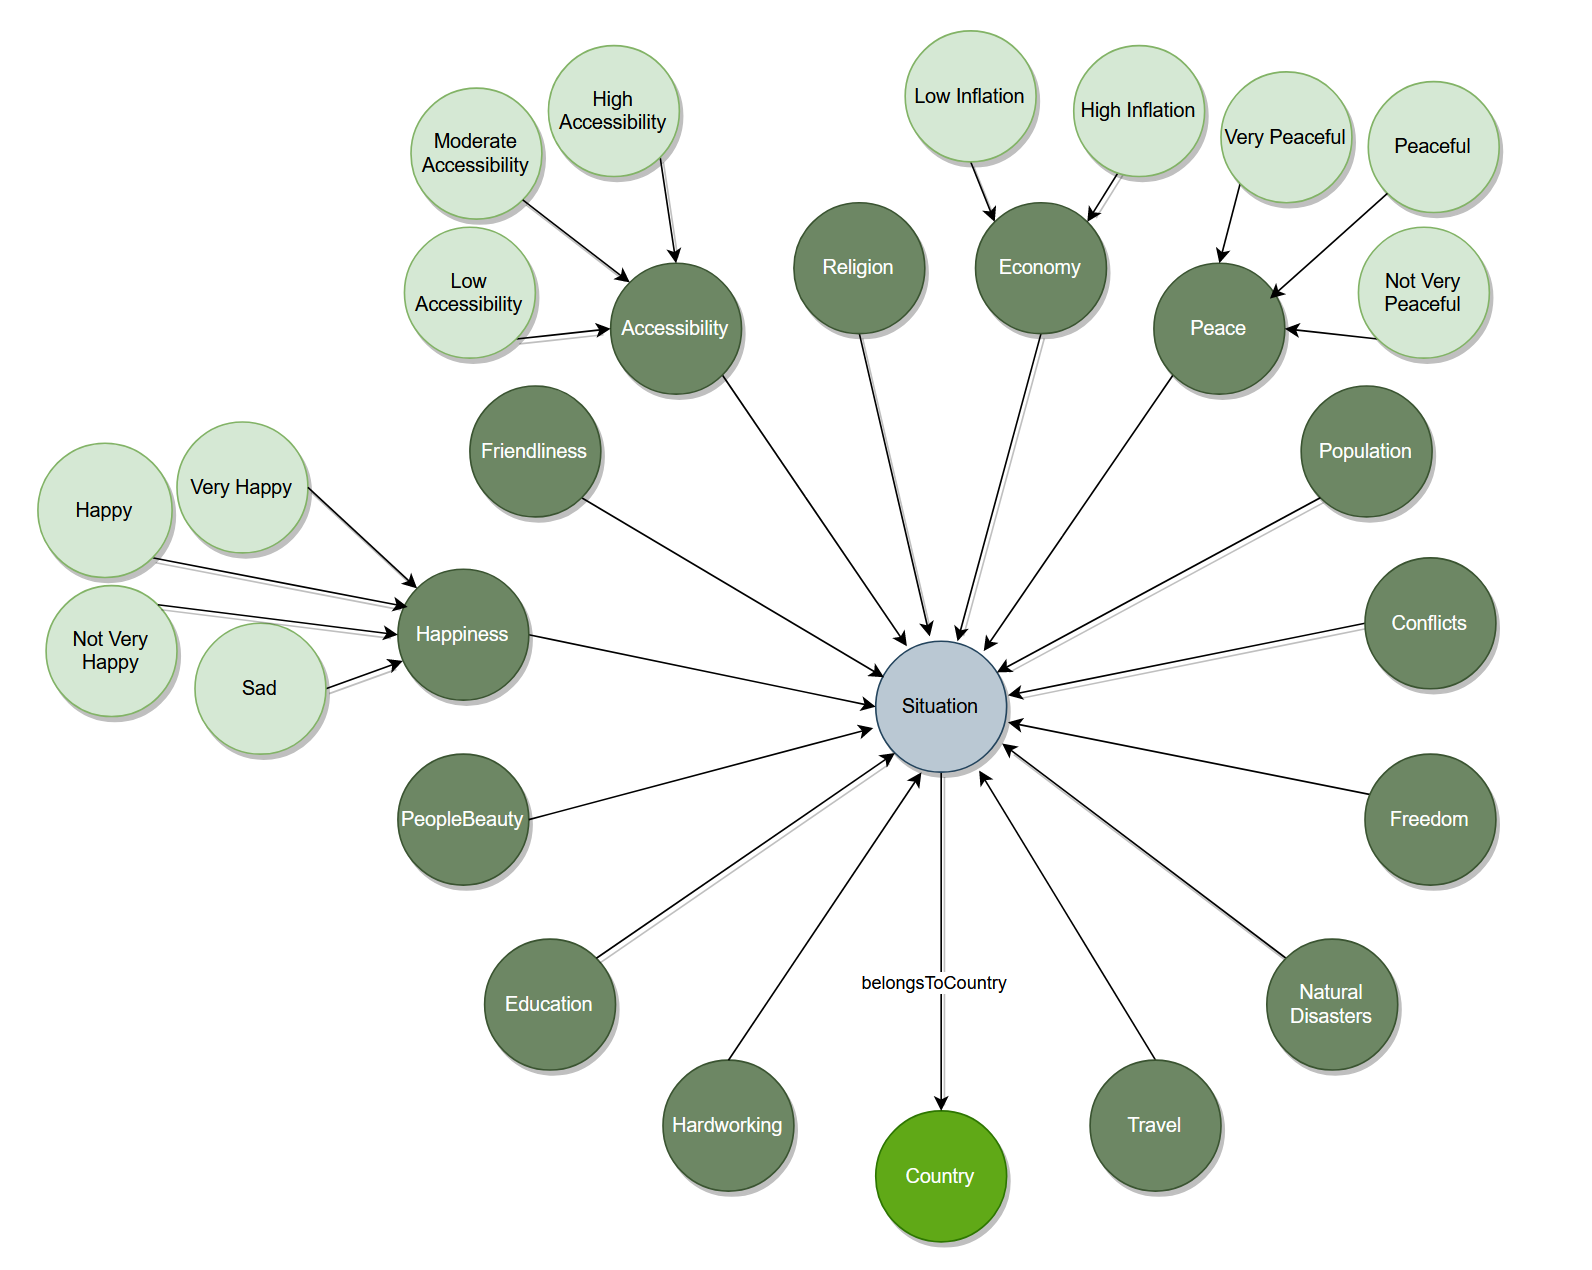 High
Accessibility
Moderate
Accessibility
Low
Accessibility
Accessibility
Religion
Low Inflation
High Inflation
Economy
Very Peaceful
Peaceful
Not Very
Peaceful
Peace
Friendliness
Population
Happy
Very Happy
Not Very
Happy
Sad
Happiness
Situation
Conflicts
PeopleBeauty
Freedom
Education
belongsToCountry
Natural
Disasters
Hardworking
Country
Travel